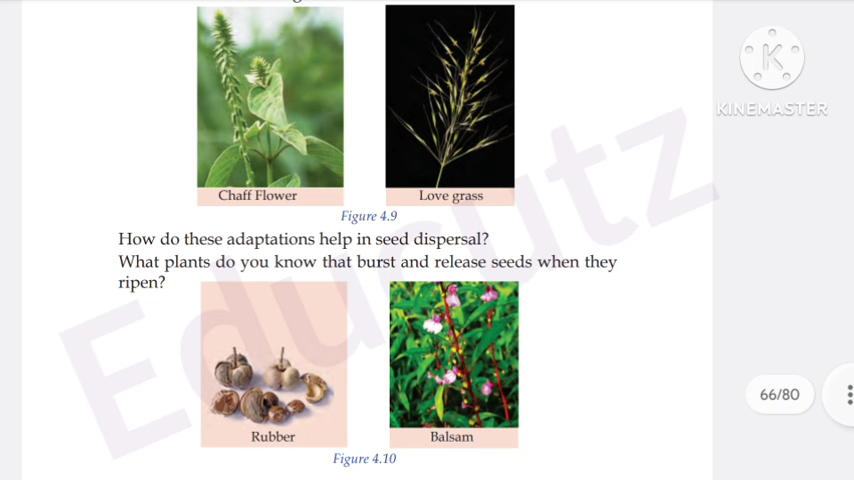 KINEMASTER
Chaff Flower
Love grass
Figure 4.9
How do these adaptations help in seed dispersal?
What plants do you know that burst and release seeds when they
ripen?
Educutz
66/80
Rubber
Balsam
Figure 4.10